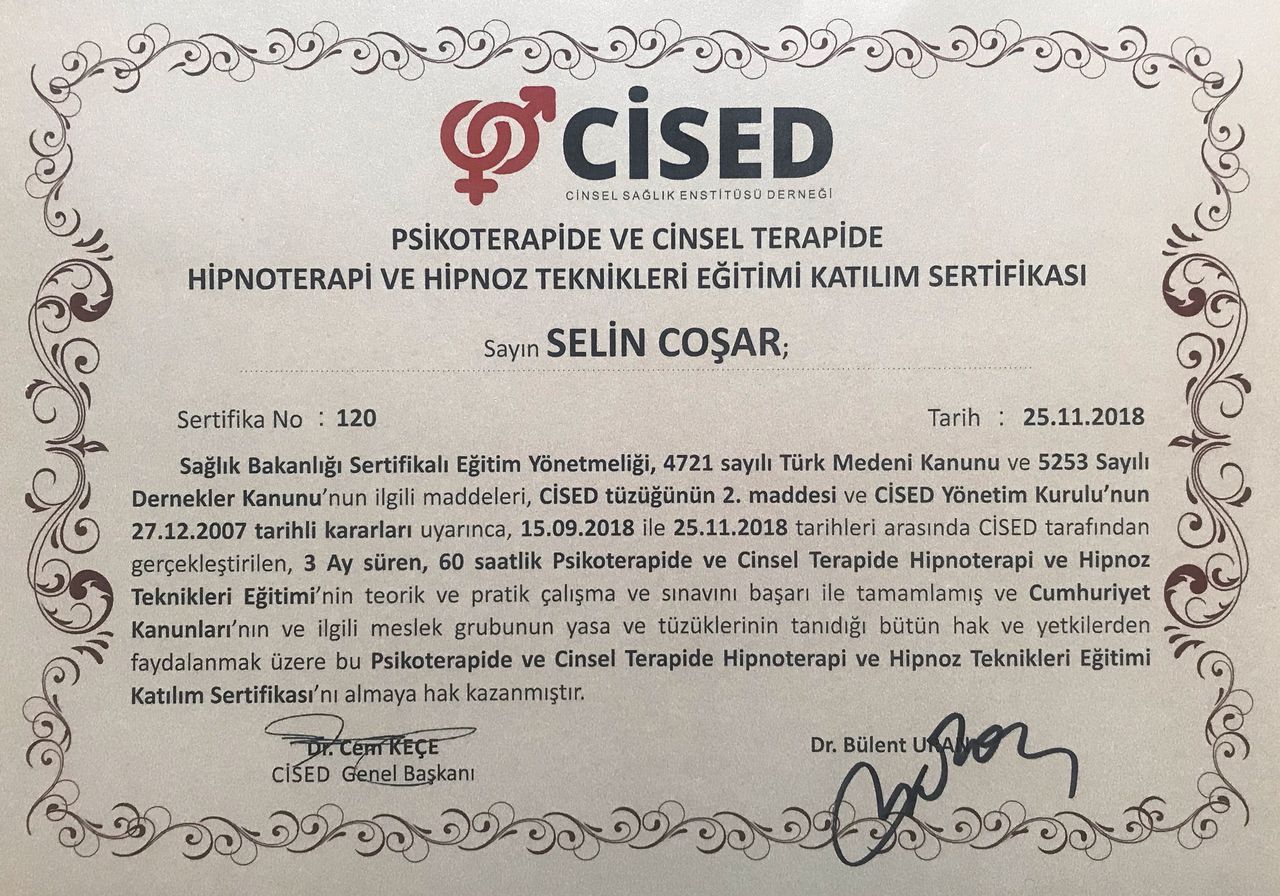 CİSED
CİNSEL SAĞLIK ENSTİTÜSÜ DERNEĞİ
PSİKOTERAPİDE VE CİNSEL TERAPİDE
HİPNOTERAPİ VE HİPNOZ TEKNİKLERİ EĞİTİMİ KATILIM SERTİFİKASI
Sayın SELİN COŞAR;
Sertifika No : 120 Tarih : 25.11.2018
Sağlık Bakanlığı Sertifikalı Eğitim Yönetmeliği, 4721 sayılı Türk Medeni Kanunu ve 5253 Sayılı
Dernekler Kanunu'nun ilgili maddeleri, CİSED tüzüğünün 2. maddesi ve CİSED Yönetim Kurulu'nun
27.12.2007 tarihli kararları uyarınca, 15.09.2018 ile 25.11.2018 tarihleri arasında CİSED tarafından
gerçekleştirilen, 3 Ay süren, 60 saatlik Psikoterapide ve Cinsel Terapide Hipnoterapi ve Hipnoz
Teknikleri Eğitimi'nin teorik ve pratik çalışma ve sınavını başarı ile tamamlamış ve Cumhuriyet
Kanunları'nın ve ilgili meslek grubunun yasa ve tüzüklerinin tanıdığı bütün hak ve yetkilerden
faydalanmak üzere bu Psikoterapide ve Cinsel Terapide Hipnoterapi ve Hipnoz Teknikleri Eğitimi
Katılım Sertifikası'nı almaya hak kazanmıştır.
Dr. Cem KEÇE Dr. Bülent
CİSED Genel Başkanı